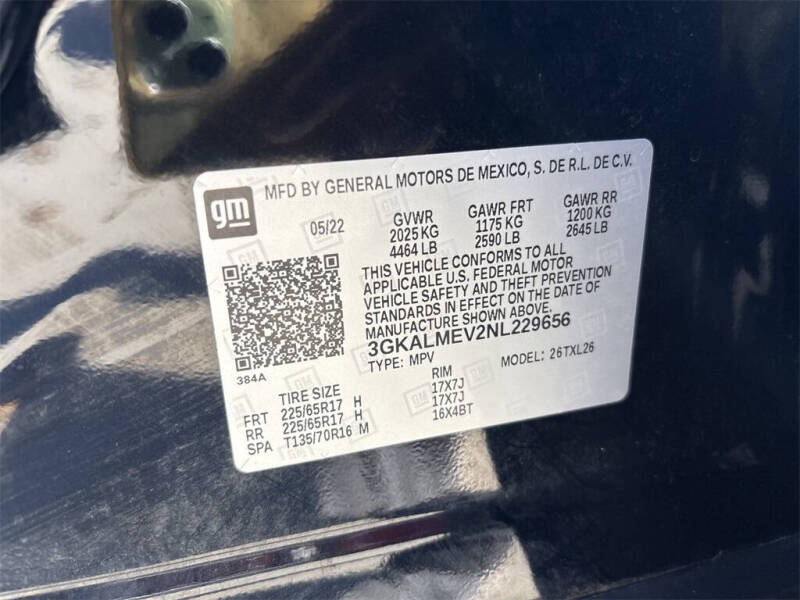 gm
MFD BY GENERAL MOTORS DE MEXICO, S. DE R.L. DE C.V.
05/22 GVWR GAWR FRT GAWR RR
2025 KG 1175 KG 1200 KG
4464 LB 2590 LB 2645 LB
THIS VEHICLE CONFORMS TO ALL
APPLICABLE U.S. FEDERAL MOTOR
VEHICLE SAFETY AND THEFT PREVENTION
STANDARDS IN EFFECT ON THE DATE OF
MANUFACTURE SHOWN ABOVE.
3GKALMEV2NL229656
TYPE: MPV MODEL: 26TXL26
384A
TIRE SIZE RIM
FRT 225/65R17 H 17X7J
RR 225/65R17 H 17X7J
SPA T135/70R16 M 16X4BT